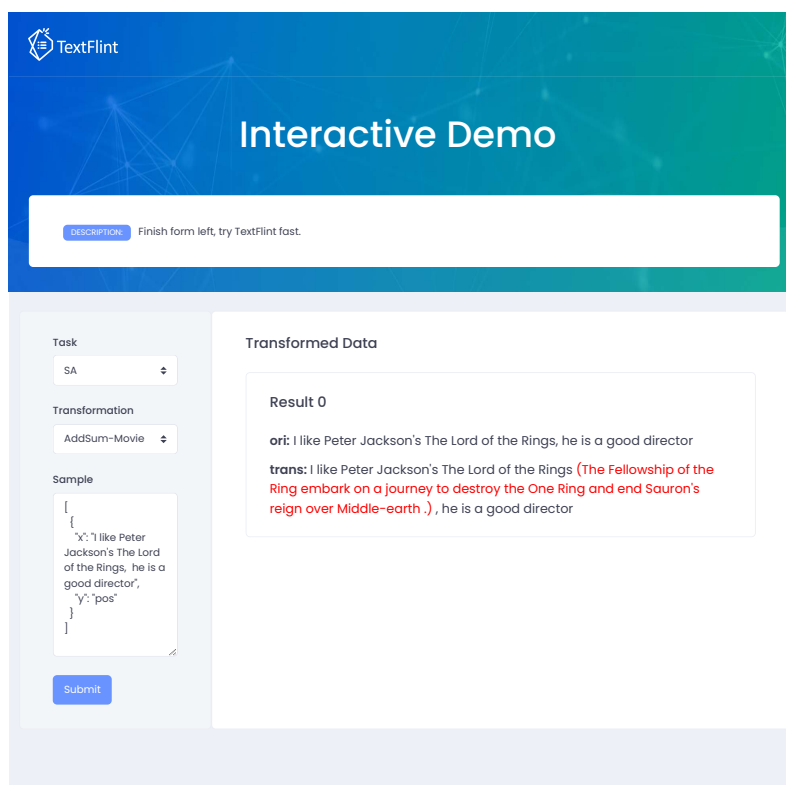 TextFlint
Interactive Demo
DESCRIPTION: Finish form left, try TextFlint fast.
Task
SA
Transformation
AddSum-Movie
Sample
[
{
"x": "I like Peter
Jackson's The Lord
of the Rings,  he is a
good director",
"y": "pos"
}
]
Submit
Transformed Data
Result 0
ori: I like Peter Jackson's The Lord of the Rings, he is a good director
trans: I like Peter Jackson's The Lord of the Rings (The Fellowship of the
Ring embark on a journey to destroy the One Ring and end Sauron's
reign over Middle-earth .) , he is a good director